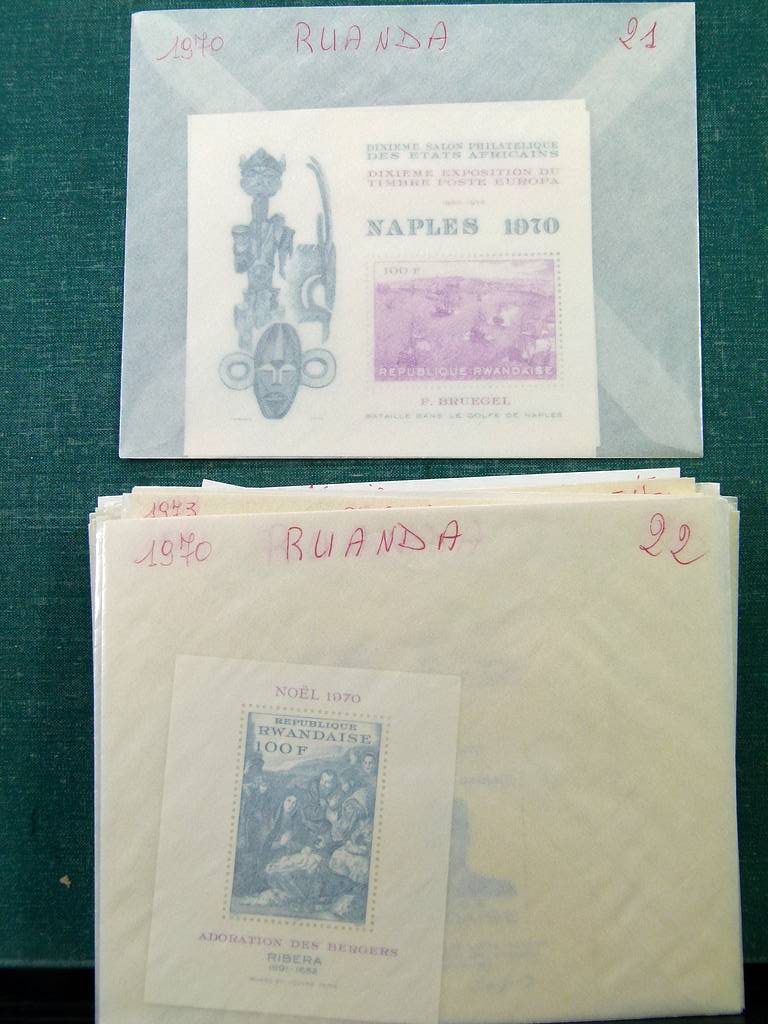 1970 RUANDA 21
DIXIEME SALON PHILATELIQUE
DES ETATS AFRICAINS
DIXIEME EXPOSITION DU
TIMBRE POSTE EUROPA
NAPLES 1970
100 F
REPUBLIQUE RWANDAISE
P. BRUEGEL
BATAILLE DANS LE GOLFE DE NAPLES
1973
1970 RUANDA 22
NOËL 1970
REPUBLIQUE
RWANDAISE
100 F
ADORATION DES BERGERS
RIBERA
1591-1652